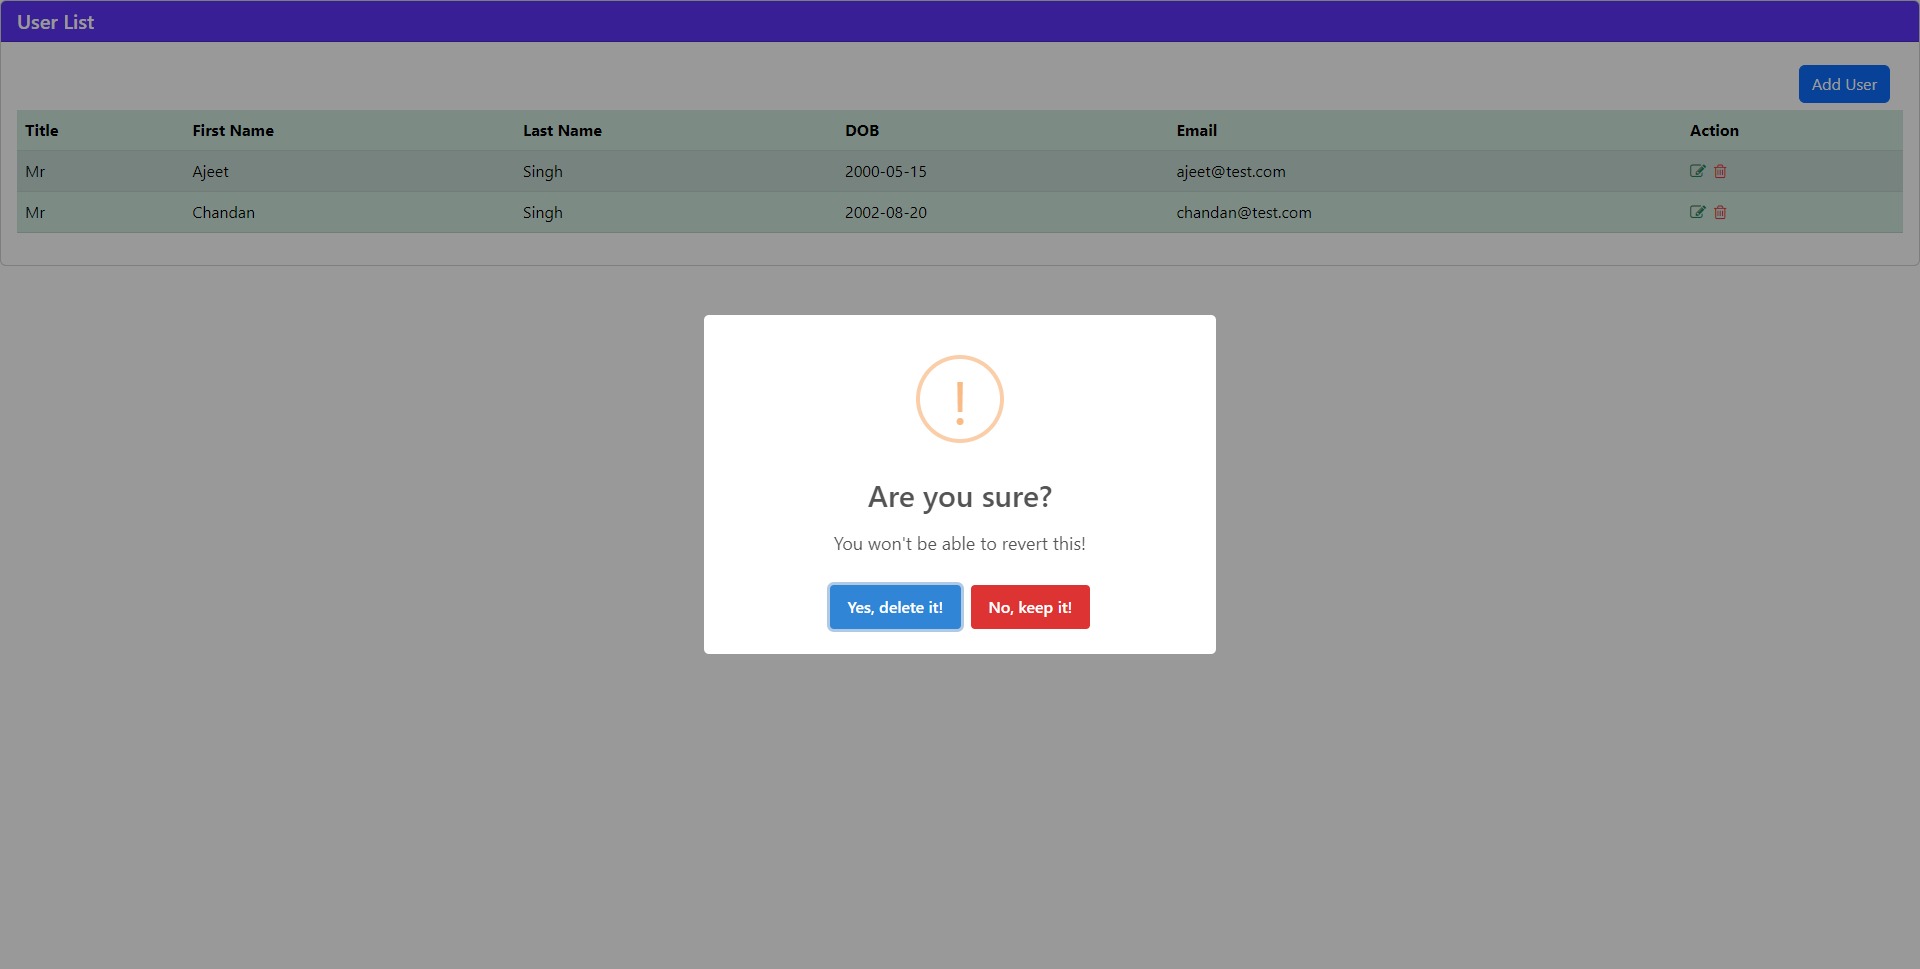 User List
Add User
Title First Name Last Name DOB Email Action
Mr Ajeet Singh 2000-05-15 ajeet@test.com
Mr Chandan Singh 2002-08-20 chandan@test.com
!
Are you sure?
You won't be able to revert this!
Yes, delete it! No, keep it!